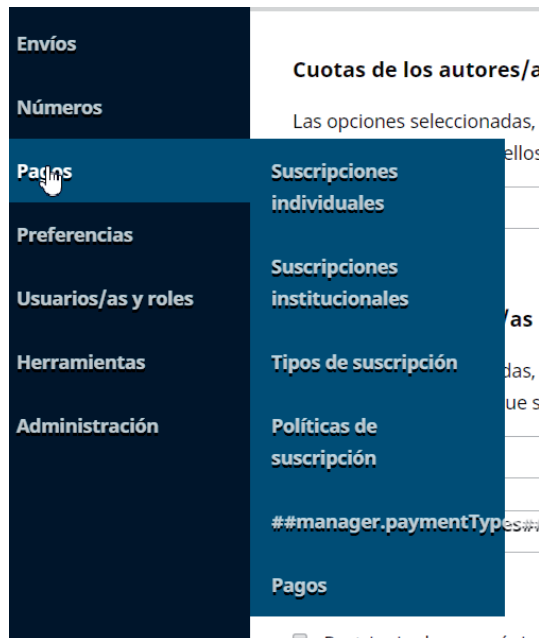 Envíos
Números
Pagos
Preferencias
Usuarios/as y roles
Herramientas
Administración
Suscripciones
individuales
Suscripciones
institucionales
Tipos de suscripción
Políticas de
suscripción
##manager.paymentTypes##
Pagos
Cuotas de los autores/a
Las opciones seleccionadas,
ellos
/as
das,
ue s